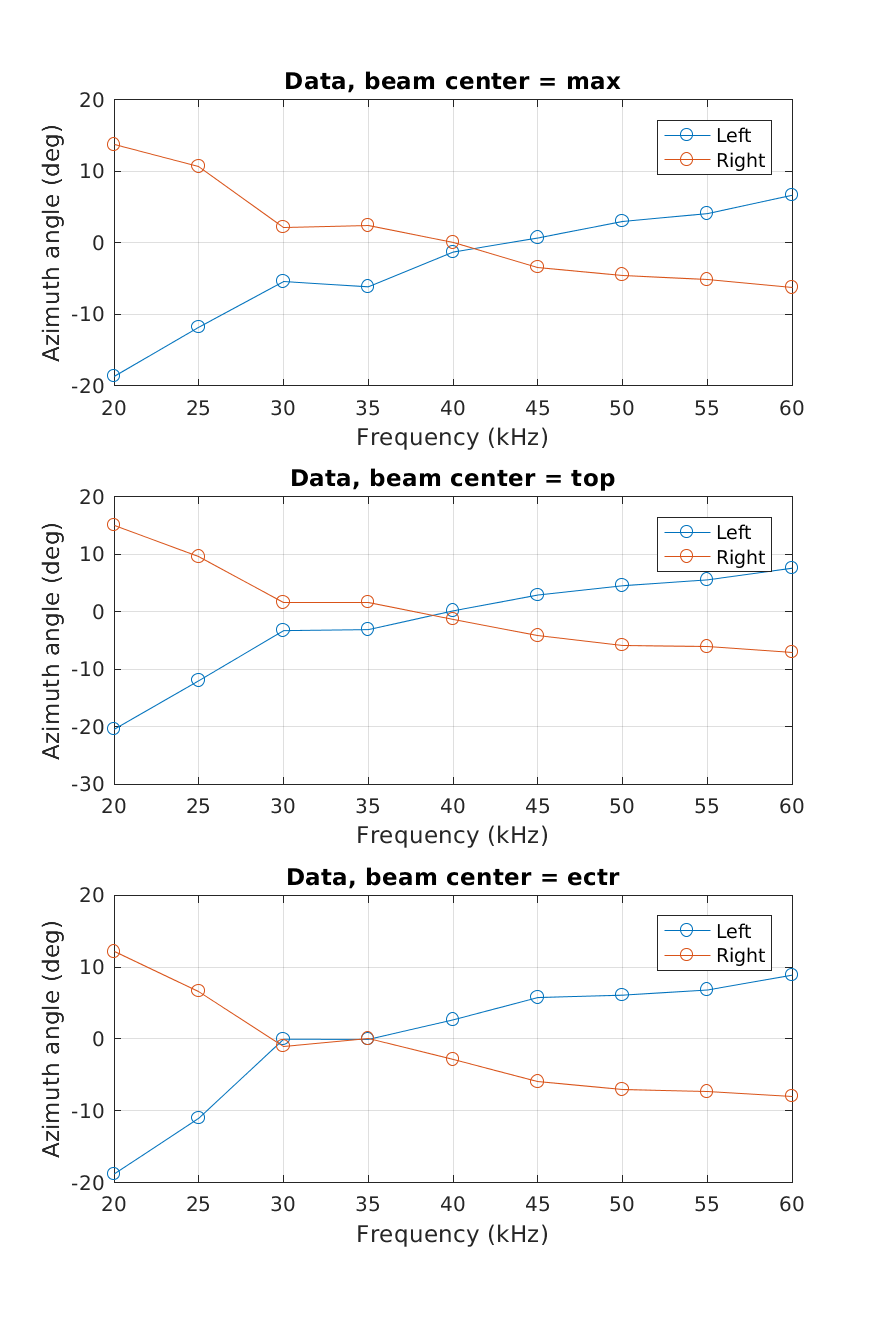 Data, beam center = max
20
10
0
-10
-20
Azimuth angle (deg)
Left
Right
20 25 30 35 40 45 50 55 60
Frequency (kHz)
Data, beam center = top
20
10
0
-10
-20
-30
Azimuth angle (deg)
Left
Right
20 25 30 35 40 45 50 55 60
Frequency (kHz)
Data, beam center = ectr
20
10
0
-10
-20
Azimuth angle (deg)
Left
Right
20 25 30 35 40 45 50 55 60
Frequency (kHz)